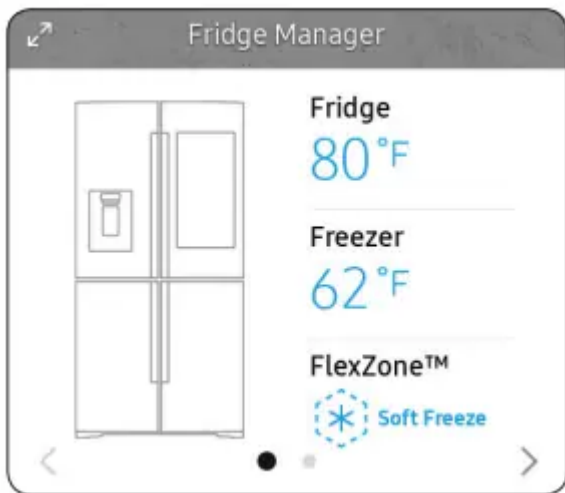 Fridge Manager
Fridge
80°F
Freezer
62°F
FlexZone™
Soft Freeze